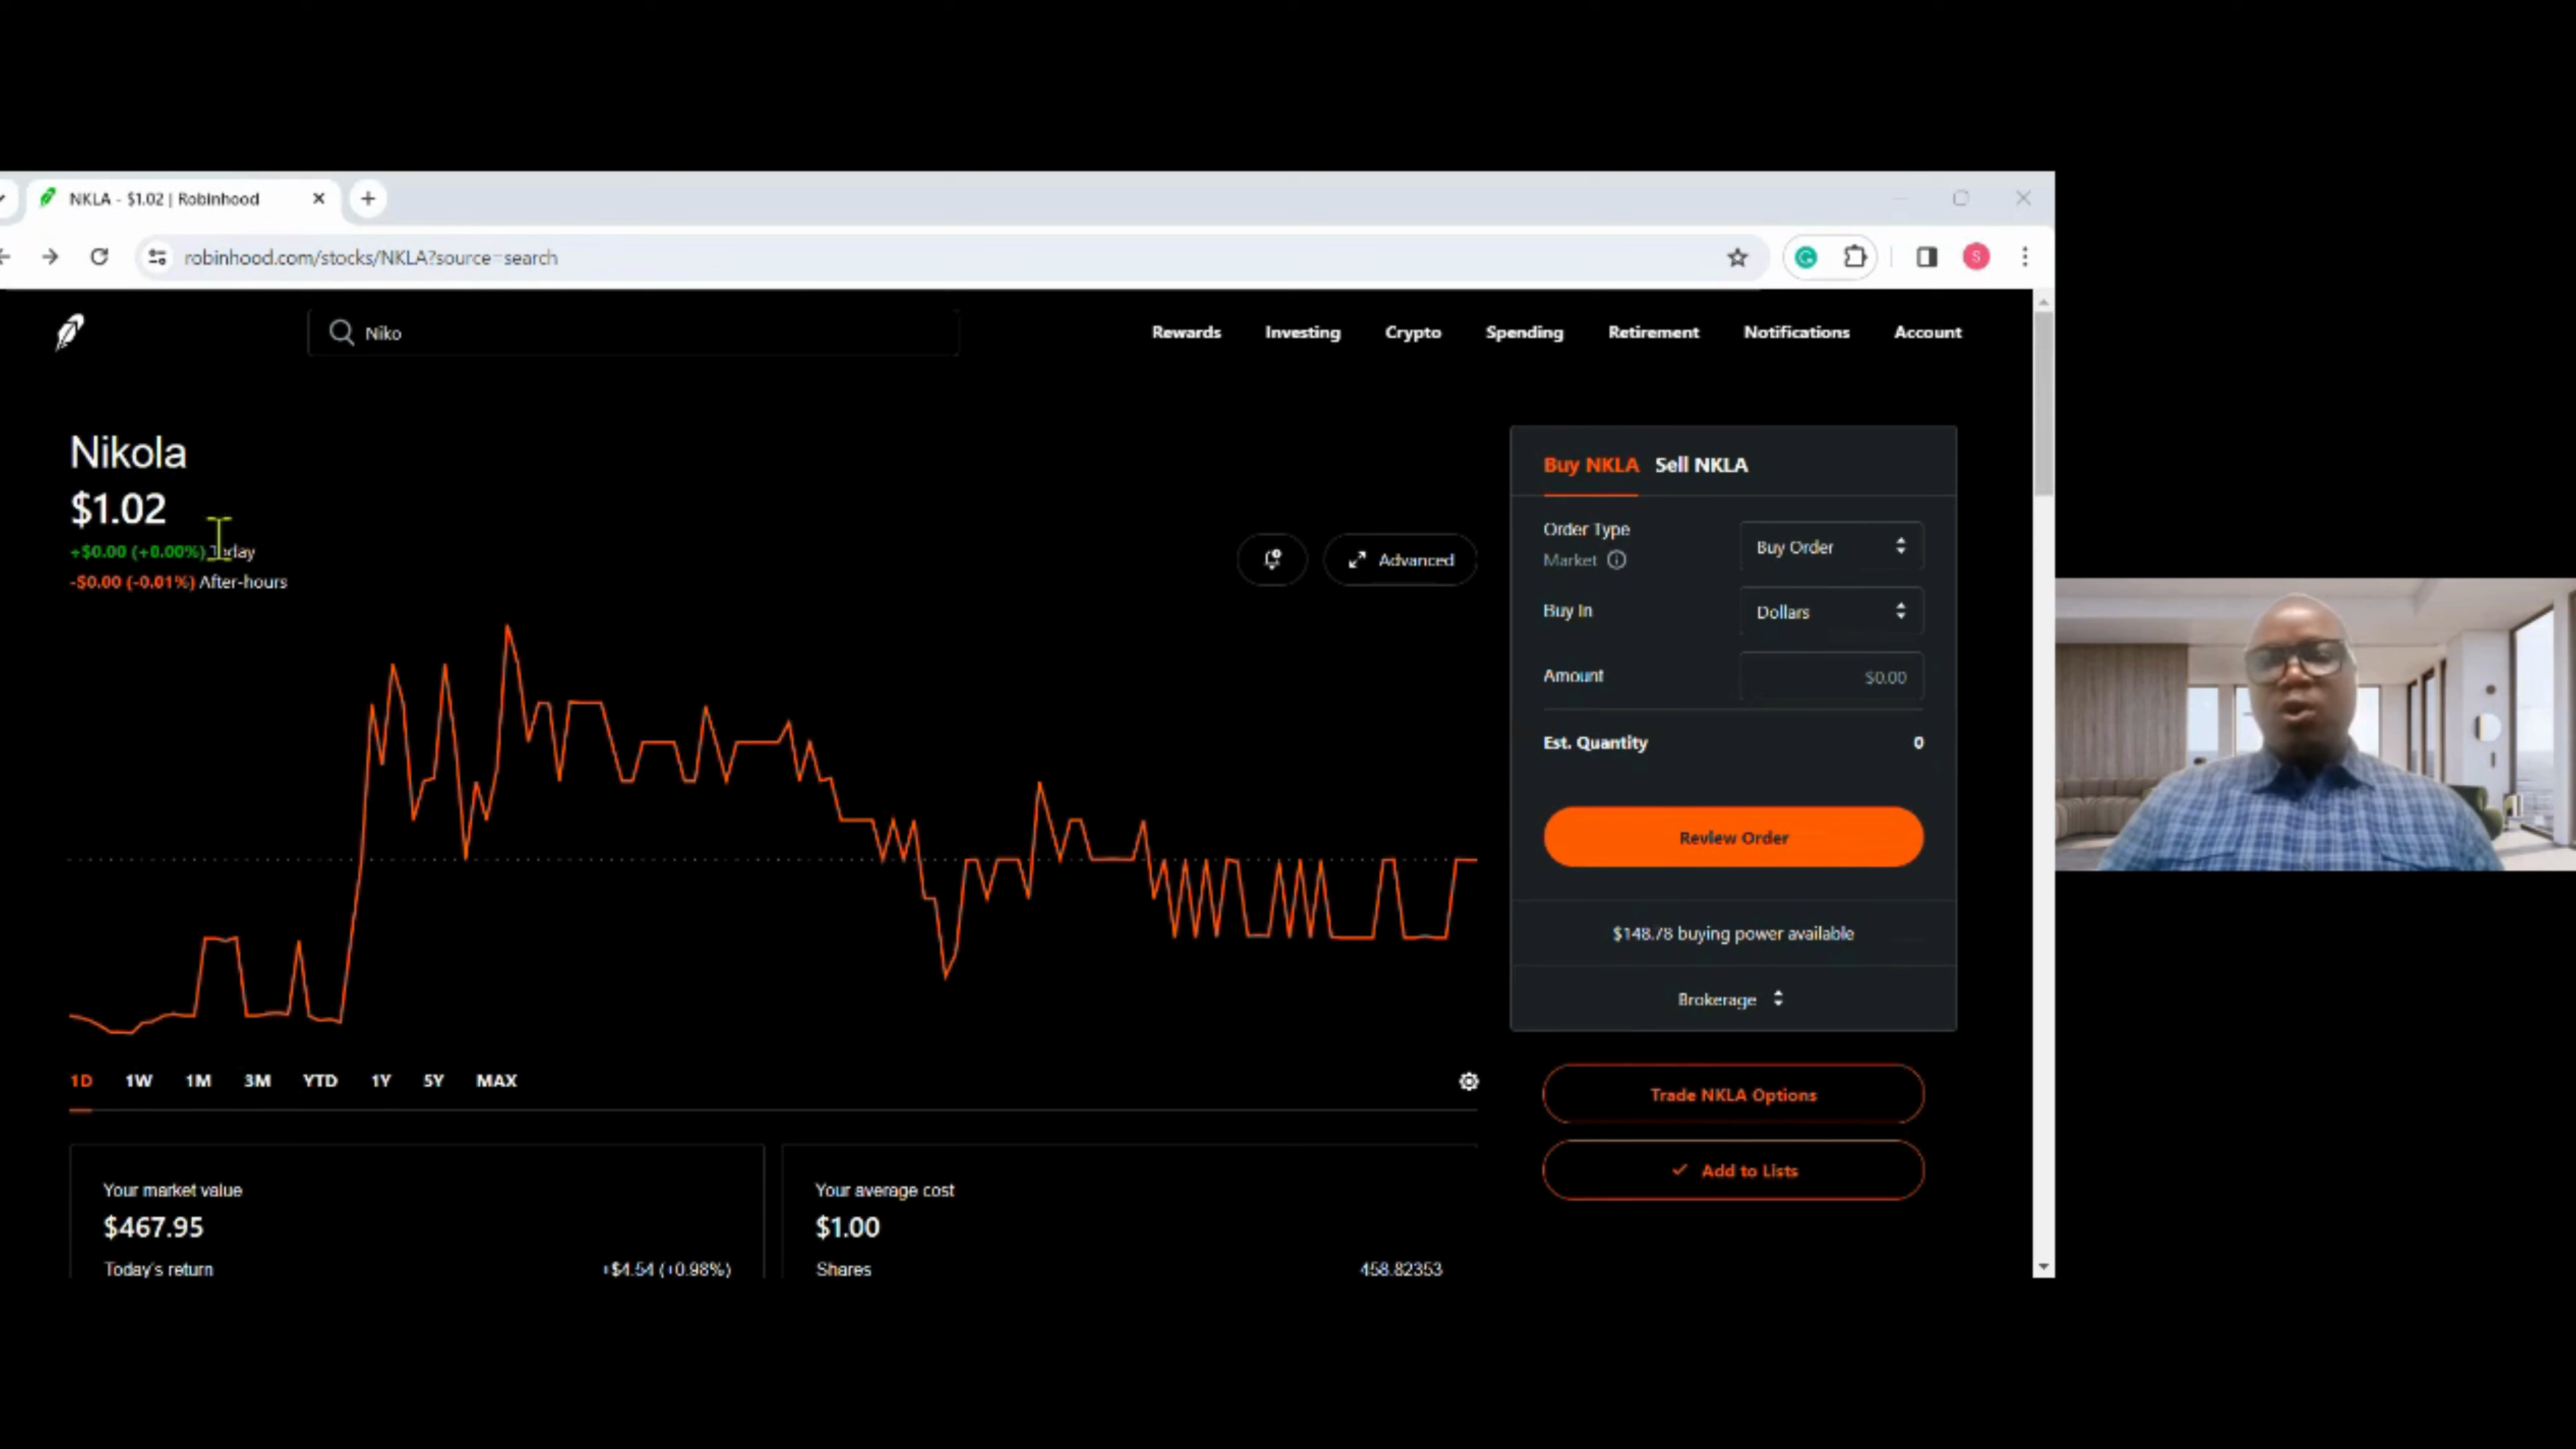 NKLA - $1.02 | Robinhood
robinhood.com/stocks/NKLA?source=search
S
Niko
Rewards Investing Crypto Spending Retirement Notifications Account
Nikola
$1.02
+$0.00 (+0.00%) Today
-$0.00 (-0.01%) After-hours
Advanced
Buy NKLA Sell NKLA
Order Type
Market
Buy Order
Buy In Dollars
Amount $0.00
Est. Quantity 0
Review Order
$148.78 buying power available
Brokerage
1D 1W 1M 3M YTD 1Y 5Y MAX
Trade NKLA Options
Add to Lists
Your market value
$467.95
Today's return +$4.54 (+0.98%)
Your average cost
$1.00
Shares 458.82353